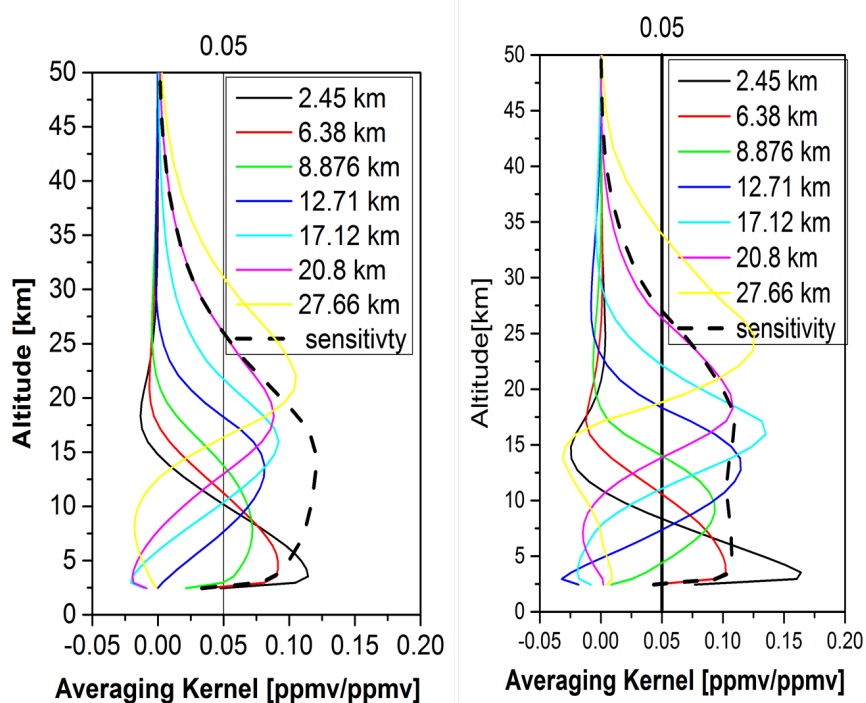 0.05
50
45
40
35
30
25
20
15
10
5
0
Altitude [km]
2.45 km
6.38 km
8.876 km
12.71 km
17.12 km
20.8 km
27.66 km
sensitivty
-0.05 0.00 0.05 0.10 0.15 0.20
Averaging Kernel [ppmv/ppmv]
0.05
50
45
40
35
30
25
20
15
10
5
0
Altitude[km]
2.45 km
6.38 km
8.876 km
12.71 km
17.12 km
20.8 km
27.66 km
sensitivty
-0.05 0.00 0.05 0.10 0.15 0.20
Averaging Kernel [ppmv/ppmv]